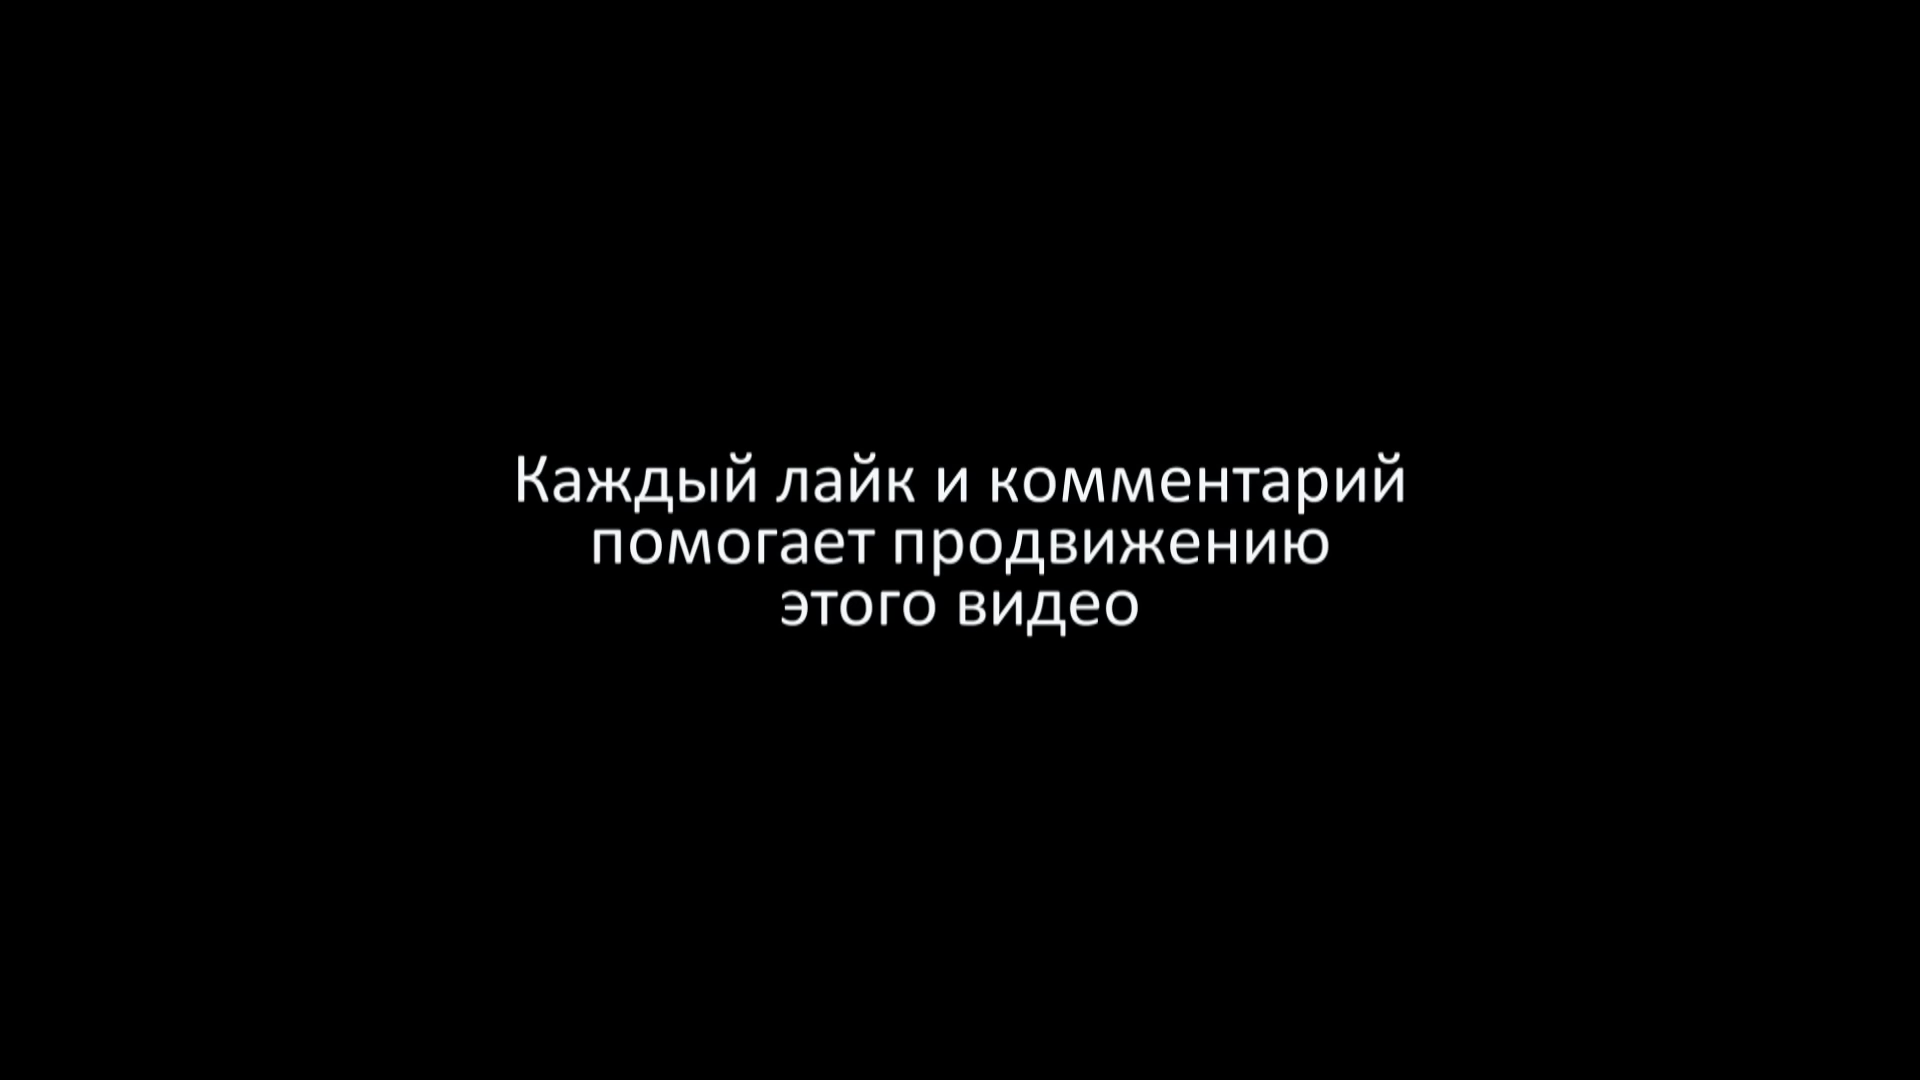 Каждый лайк и комментарий
помогает продвижению
этого видео